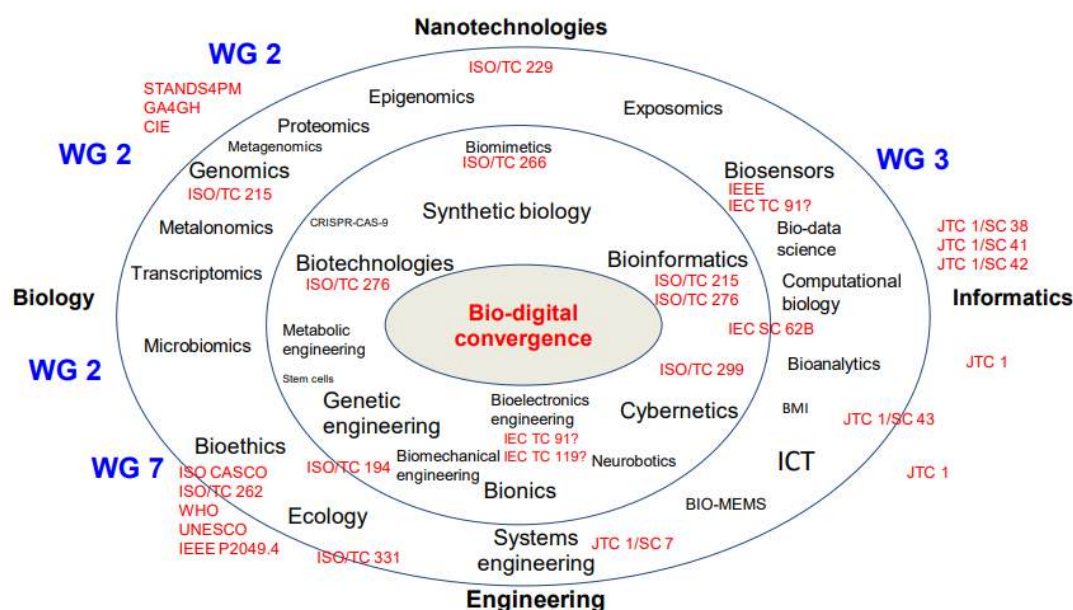 Nanotechnologies
WG 2
ISO/TC 229
STANDS4PM
GA4GH
CIE
Epigenomics
Exposomics
Proteomics
Metagenomics
WG 2
Genomics
ISO/TC 215
Biomimetics
ISO/TC 266
Biosensors
IEEE
IEC TC 91?
WG 3
Metalonomics
CRISPR-CAS-9
Synthetic biology
Bio-data
science
JTC 1/SC 38
JTC 1/SC 41
JTC 1/SC 42
Transcriptomics
Biotechnologies
ISO/TC 276
Bioinformatics
ISO/TC 215
ISO/TC 276
Computational
biology
Biology
Bio-digital
convergence
Informatics
IEC SC 62B
Microbiomics
Metabolic
engineering
WG 2
Stem cells
ISO/TC 299
Bioanalytics
JTC 1
Genetic
engineering
Bioelectronics
engineering
IEC TC 91?
IEC TC 119?
Cybernetics
BMI
JTC 1/SC 43
WG 7
Bioethics
ISO CASCO
ISO/TC 262
WHO
UNESCO
IEEE P2049.4
ISO/TC 194
Biomechanical
engineering
Neurobotics
ICT
JTC 1
Bionics
BIO-MEMS
Ecology
ISO/TC 331
Systems
engineering
JTC 1/SC 7
Engineering